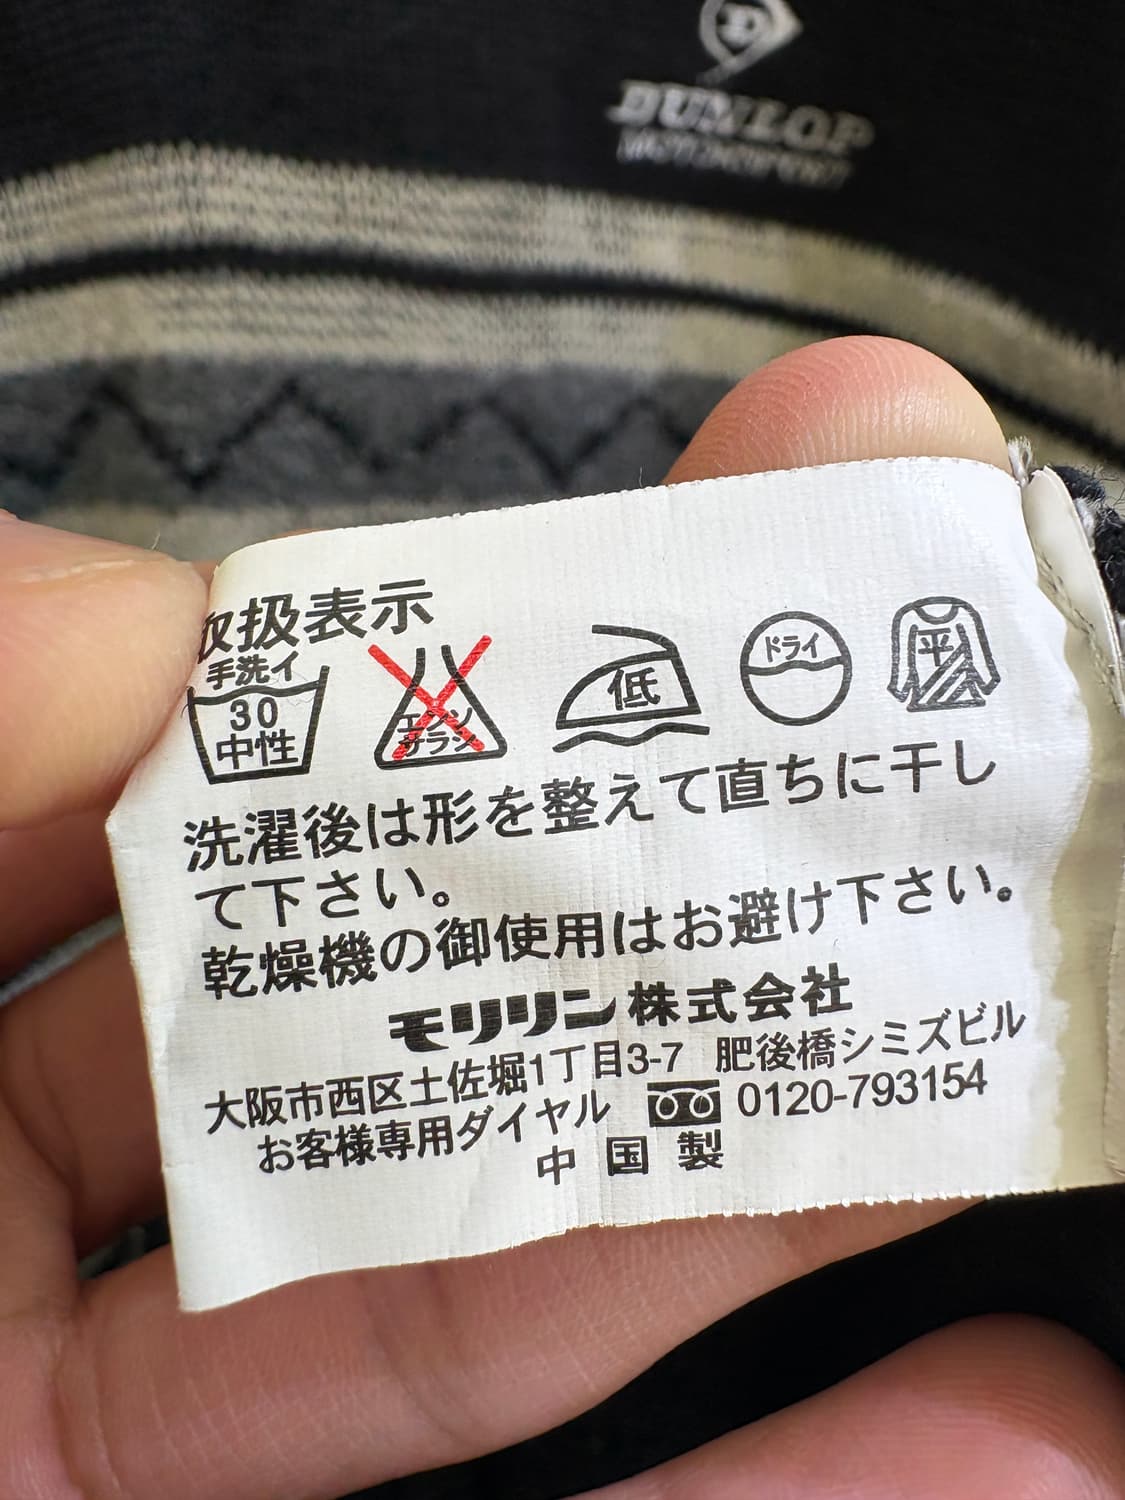 DUNLOP
MOTORSPORT
取扱表示
手洗イ
30
中性
エンソ
サラシ
低
ドライ
平
洗濯後は形を整えて直ちに干し
て下さい。
乾燥機の御使用はお避け下さい。
モリリン株式会社
大阪市西区土佐堀1丁目3-7 肥後橋シミズビル
お客様専用ダイヤル 0120-793154
中国製